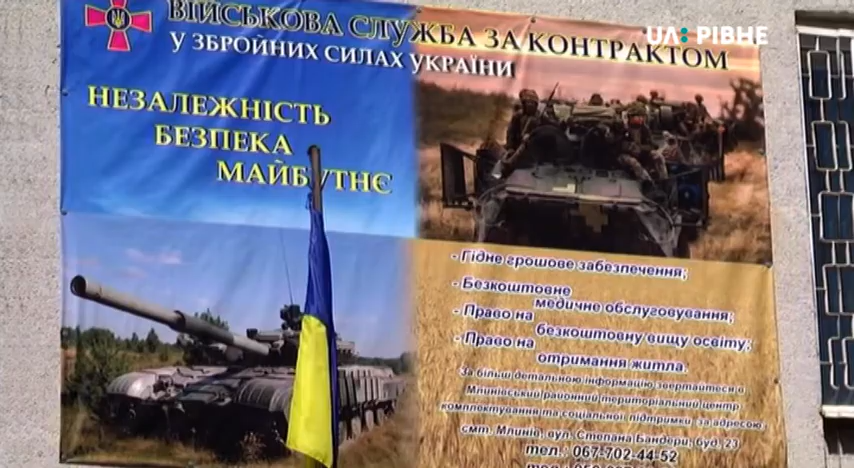 UA: РІВНЕ
ВІЙСЬКОВА СЛУЖБА ЗА КОНТРАКТОМ
У ЗБРОЙНИХ СИЛАХ УКРАЇНИ
НЕЗАЛЕЖНІСТЬ
БЕЗПЕКА
МАЙБУТНЄ
- Гідне грошове забезпечення;
- Безкоштовне
медичне обслуговування;
- Право на
безкоштовну вищу освіту;
- Право на
отримання житла.
За більш детальною інформацією звертайтеся в
Млинівський районний територіальний центр
комплектування та соціальної підтримки за адресою
смт. Млинів, вул. Степана Бандери, буд. 23
тел.: 067-702-44-52
тел.: